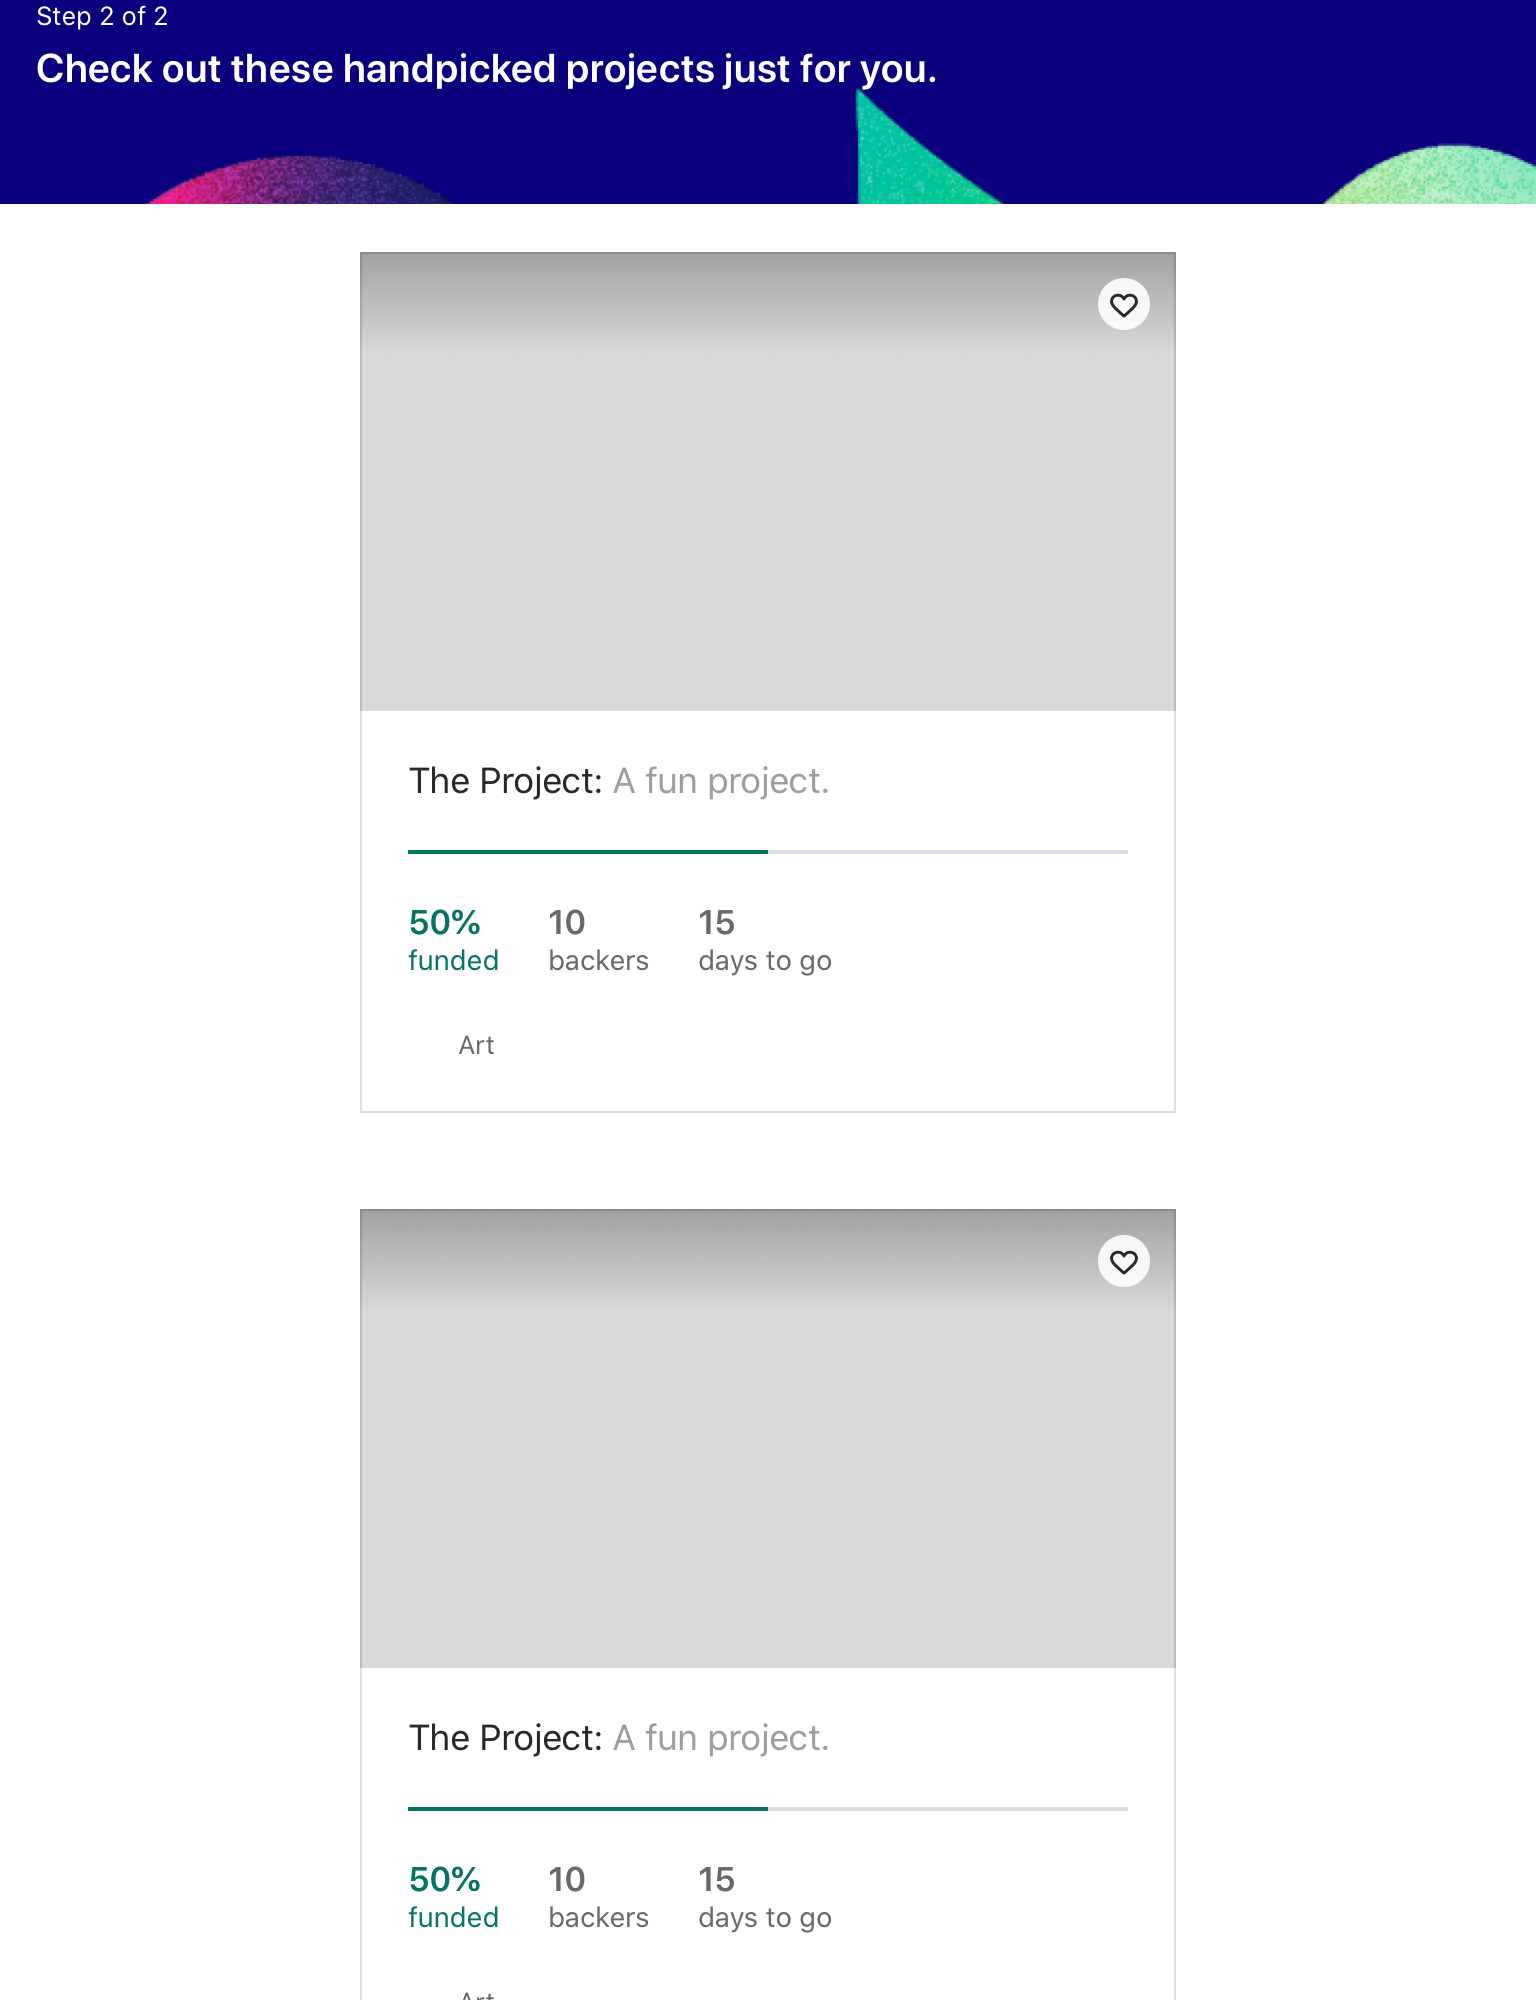 Step 2 of 2
Check out these handpicked projects just for you.
The Project: A fun project.
50% 10 15
funded backers days to go
Art
The Project: A fun project.
50% 10 15
funded backers days to go
Art